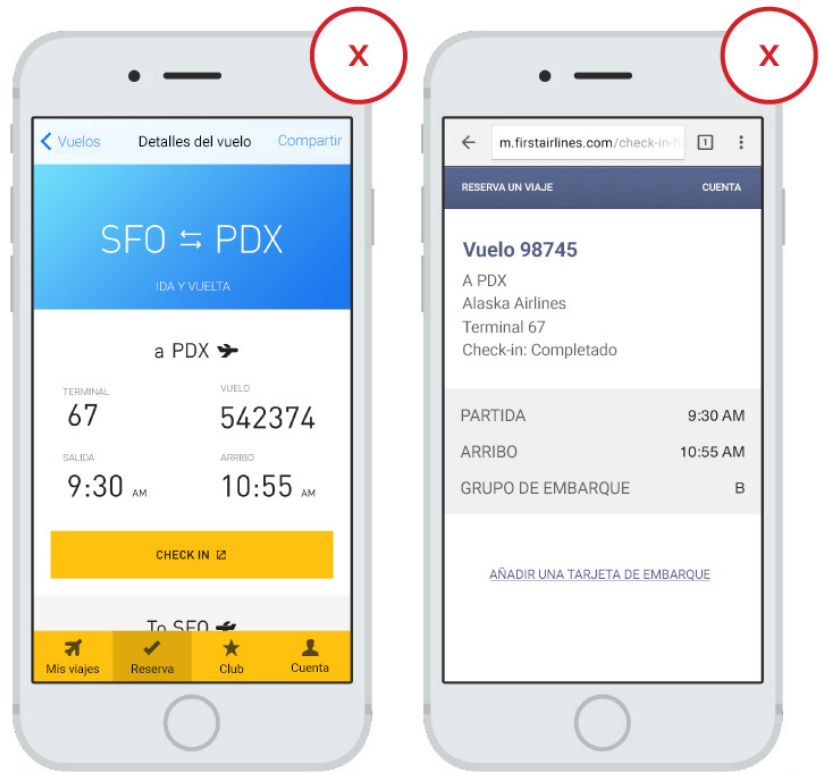 X
Vuelos Detalles del vuelo Compartir
SFO ⇆ PDX
IDA Y VUELTA
a PDX
TERMINAL VUELO
67 542374
SALIDA ARRIBO
9:30 AM 10:55 AM
CHECK IN
To SFO
Mis viajes Reserva Club Cuenta
X
m.firstairlines.com/check-in-fl 1
RESERVA UN VIAJE CUENTA
Vuelo 98745
A PDX
Alaska Airlines
Terminal 67
Check-in: Completado
PARTIDA 9:30 AM
ARRIBO 10:55 AM
GRUPO DE EMBARQUE B
AÑADIR UNA TARJETA DE EMBARQUE